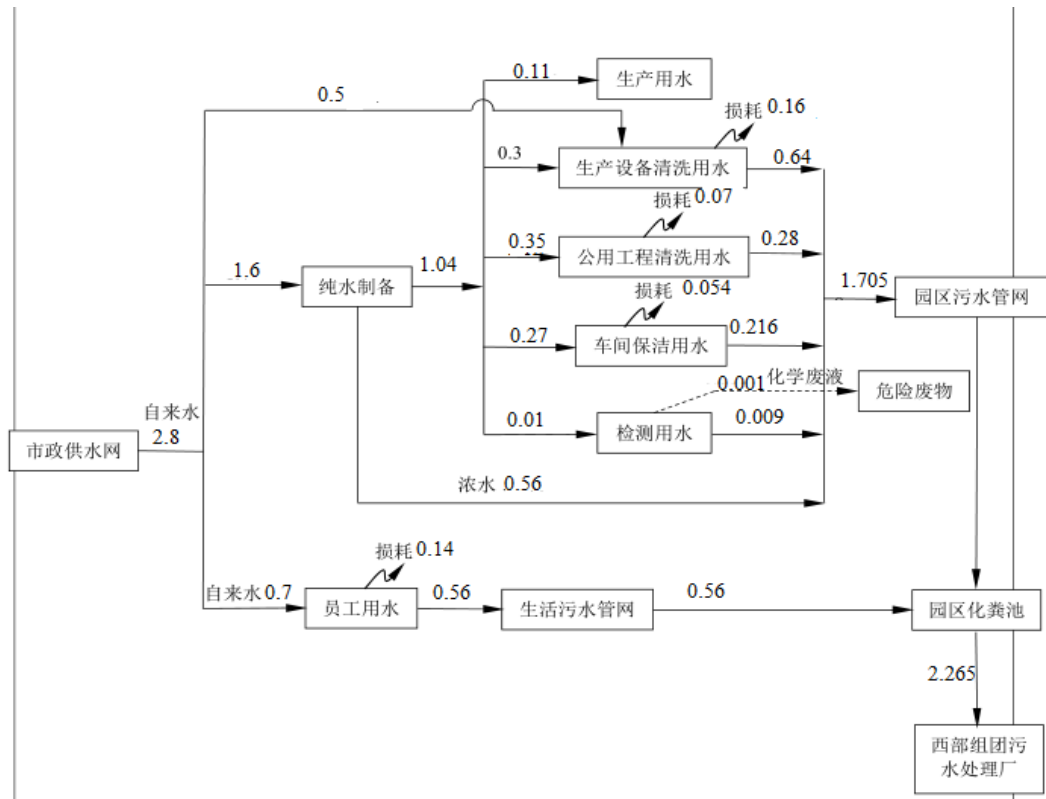 0.11
生产用水
0.5
损耗 0.16
0.3
生产设备清洗用水
0.64
损耗 0.07
0.35
公用工程清洗用水
0.28
1.6
纯水制备
1.04
1.705
园区污水管网
损耗 0.054
0.27
车间保洁用水
0.216
0.001
化学废液
危险废物
自来水
2.8
市政供水网
0.01
检测用水
0.009
浓水 0.56
损耗 0.14
自来水 0.7
员工用水
0.56
生活污水管网
0.56
园区化粪池
2.265
西部组团污
水处理厂